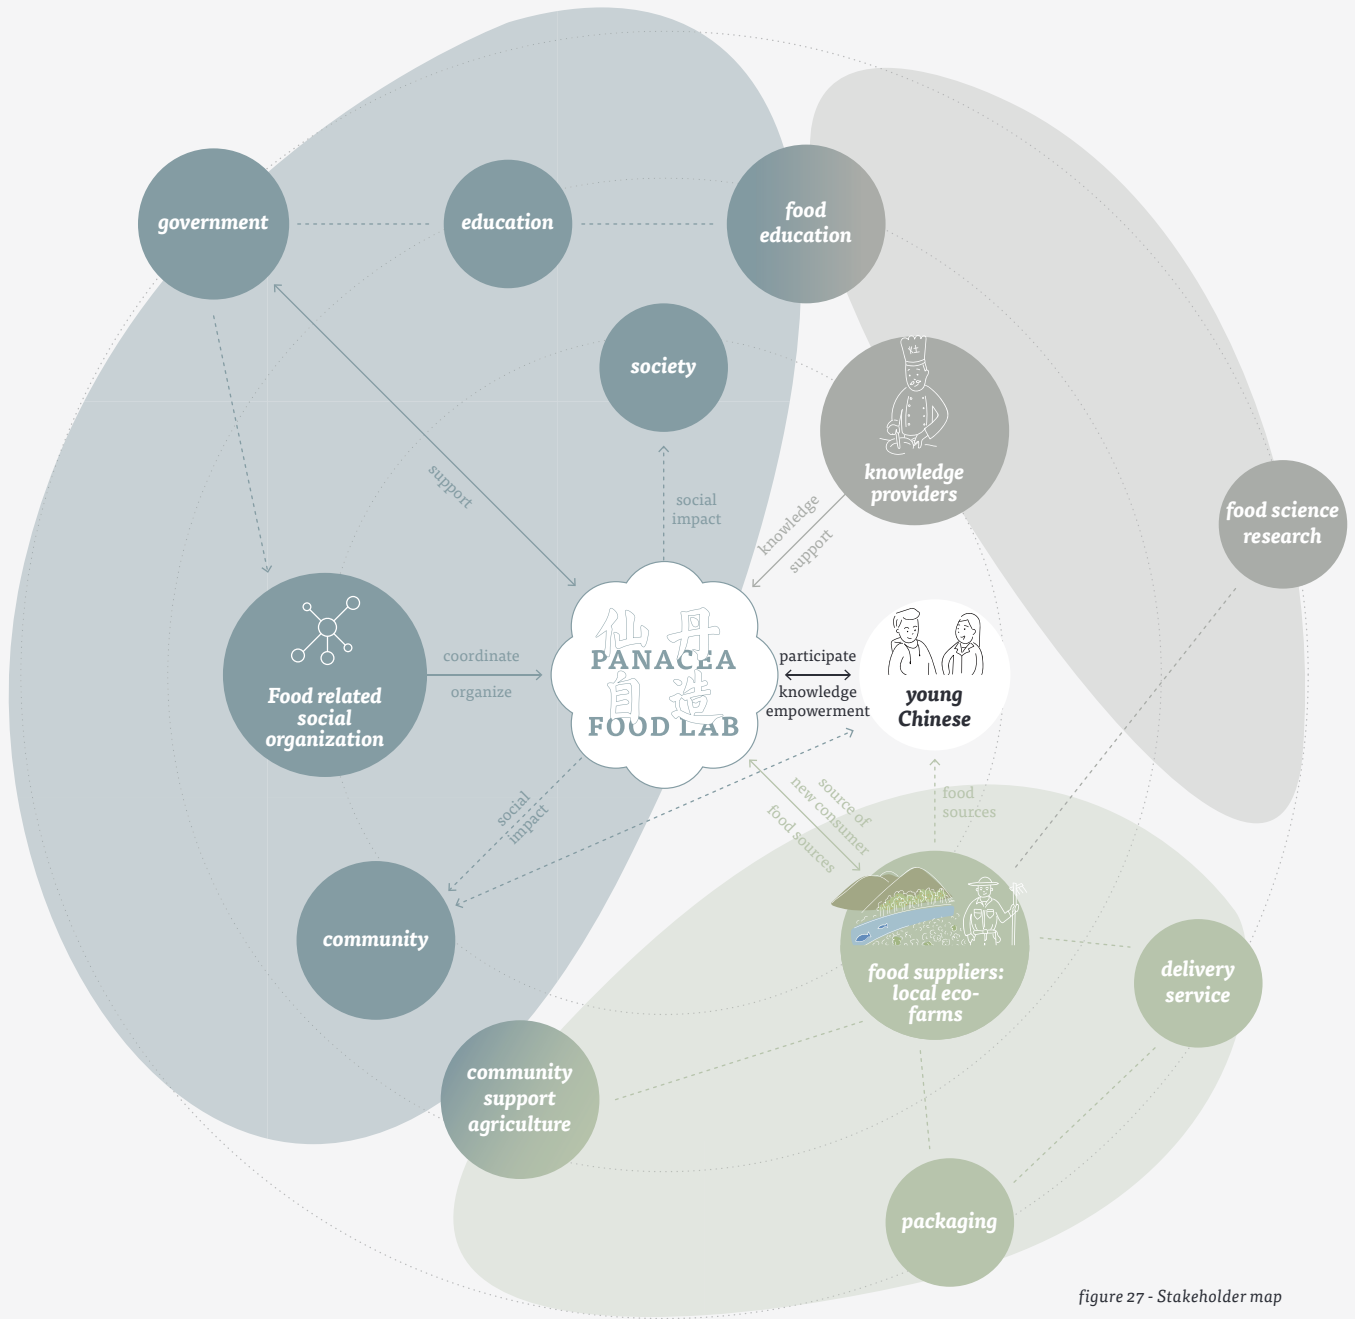 government
education
food
education
society
knowledge
providers
food science
research
support
social
impact
knowledge
support
Food related
social
organization
coordinate
organize
仙丹
PANACEA
自造
FOOD LAB
participate
knowledge
empowerment
young
Chinese
social
impact
source of
new consumer
food sources
food
sources
community
food suppliers:
local eco-
farms
delivery
service
community
support
agriculture
packaging
figure 27 - Stakeholder map